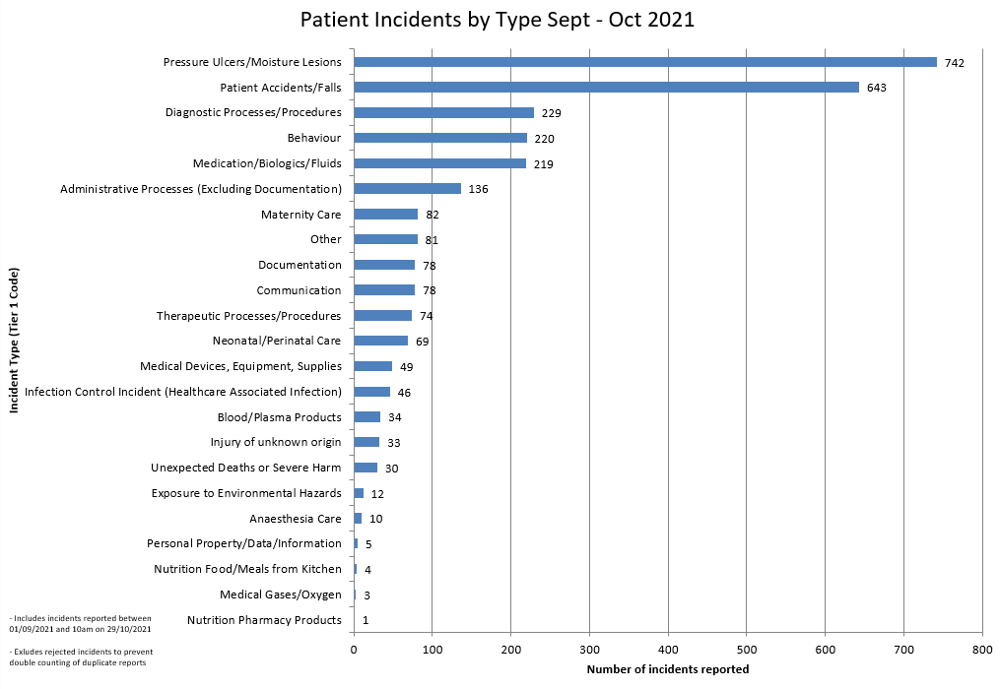 Patient Incidents by Type Sept - Oct 2021
Incident Type (Tier 1 Code)
Pressure Ulcers/Moisture Lesions 742
Patient Accidents/Falls 643
Diagnostic Processes/Procedures 229
Behaviour 220
Medication/Biologics/Fluids 219
Administrative Processes (Excluding Documentation) 136
Maternity Care 82
Other 81
Documentation 78
Communication 78
Therapeutic Processes/Procedures 74
Neonatal/Perinatal Care 69
Medical Devices, Equipment, Supplies 49
Infection Control Incident (Healthcare Associated Infection) 46
Blood/Plasma Products 34
Injury of unknown origin 33
Unexpected Deaths or Severe Harm 30
Exposure to Environmental Hazards 12
Anaesthesia Care 10
Personal Property/Data/Information 5
Nutrition Food/Meals from Kitchen 4
Medical Gases/Oxygen 3
Nutrition Pharmacy Products 1
0 100 200 300 400 500 600 700 800
Number of incidents reported
- Includes incidents reported between
01/09/2021 and 10am on 29/10/2021
- Exludes rejected incidents to prevent
double counting of duplicate reports